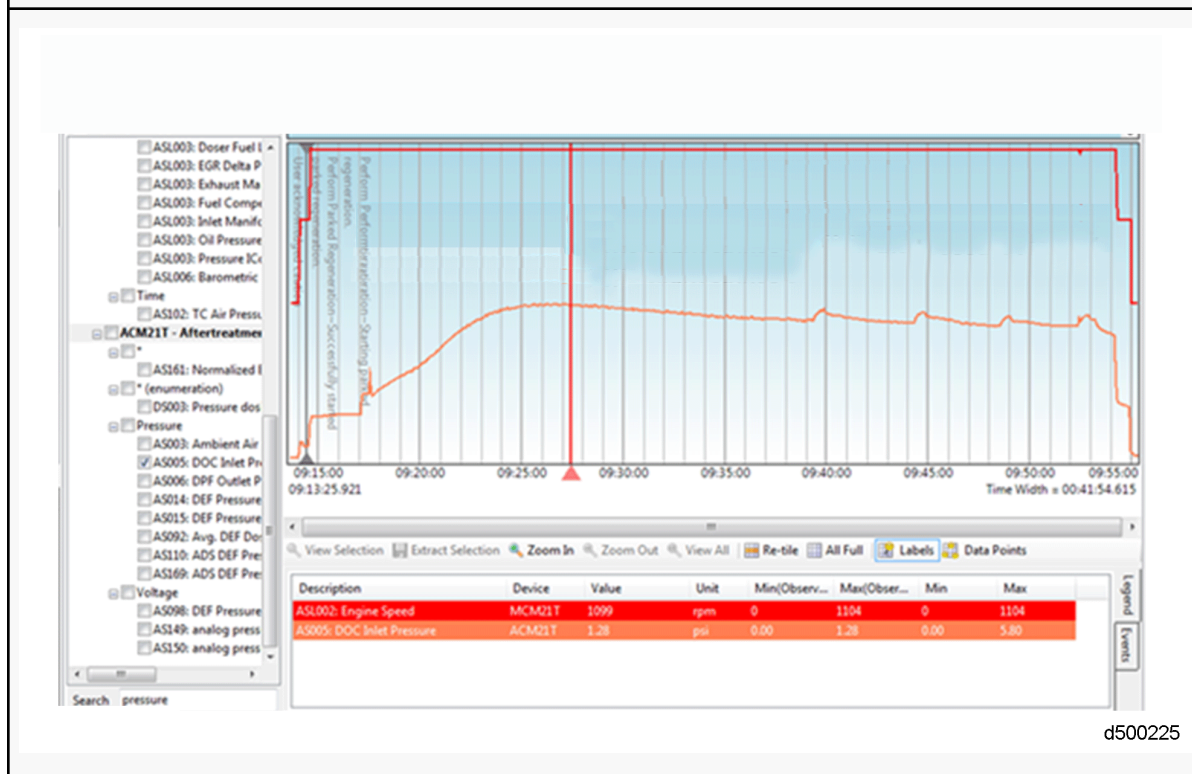 ASL003: Doser Fuel
ASL003: EGR Delta P
ASL003: Exhaust Ma
ASL003: Fuel Compe
ASL003: Inlet Manifo
ASL003: Oil Pressure
ASL003: Pressure ICo
ASL006: Barometric
Time
AS102: TC Air Pressu
ACM21T - Aftertreatmen
*
AS161: Normalized
* (enumeration)
DS003: Pressure dos
Pressure
AS003: Ambient Air
AS005: DOC Inlet Pre
AS006: DPF Outlet P
AS014: DEF Pressure
AS015: DEF Pressure
AS092: Avg. DEF Do
AS110: ADS DEF Pre
AS169: ADS DEF Pre
Voltage
AS098: DEF Pressure
AS149: analog press
AS150: analog press
Search pressure
User acknowledged
parked regeneration.
Perform Parked Regeneration - Successfully started
regeneration.
Starting parked
09:15:00 09:20:00 09:25:00 09:30:00 09:35:00 09:40:00 09:45:00 09:50:00 09:55:00
09:13:25.921 Time Width = 00:41:54.615
View Selection Extract Selection Zoom In Zoom Out View All Re-tile All Full Labels Data Points
Description Device Value Unit Min(Observ... Max(Obser... Min Max
ASL002: Engine Speed MCM21T 1099 rpm 0 1104 0 1104
AS005: DOC Inlet Pressure ACM21T 1.28 psi 0.00 1.28 0.00 5.80
Legend
Events
d500225